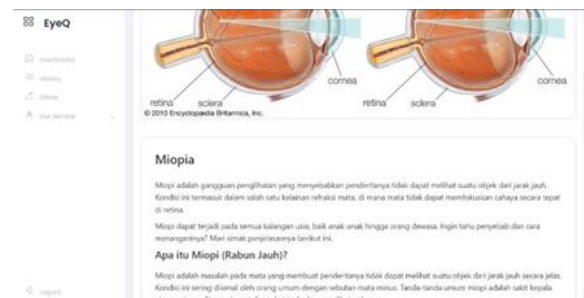 EyeQ
Dashboard
History
Share
Our Service
Logout
cornea
cornea
retina
sclera
retina
sclera
© 2010 Encyclopædia Britannica, Inc.
Miopia
Miopi adalah gangguan penglihatan yang menyebabkan penderitanya tidak dapat melihat suatu objek dari jarak jauh.
Kondisi ini termasuk dalam salah satu kelainan refraksi mata, di mana mata tidak dapat memfokuskan cahaya secara tepat
di retina.
Miopi dapat terjadi pada semua kalangan usia, baik anak-anak hingga orang dewasa. Ingin tahu penyebab dan cara
menanganinya? Mari simak penjelasannya berikut ini.
Apa itu Miopi (Rabun Jauh)?
Miopi adalah masalah pada mata yang membuat penderitanya tidak dapat melihat suatu objek dari jarak jauh secara jelas.
Kondisi ini sering dikenal oleh orang umum dengan sebutan mata minus. Tanda-tanda umum miopi adalah sakit kepala